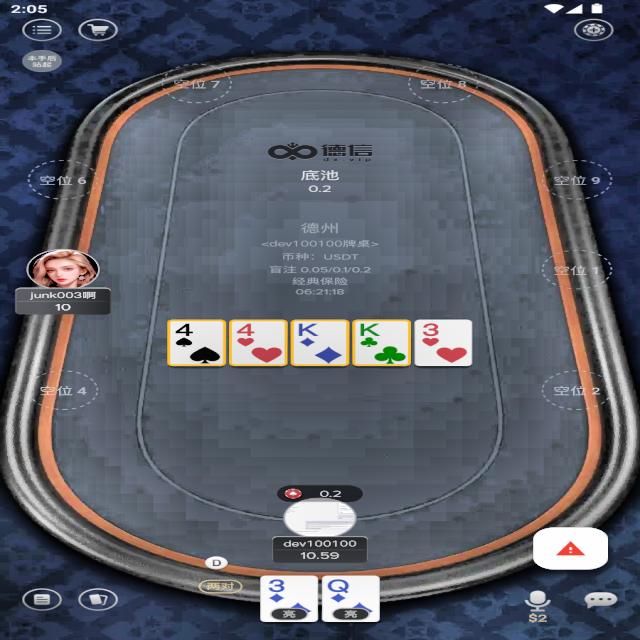 2:05
本手后
站起
空位 7
空位 8
德信
dx.vip
底池
0.2
空位 6
空位 9
德州
<dev100100牌桌>
币种：USDT
盲注 0.05/0.1/0.2
经典保险
06:21:18
空位 1
junk003啊
10
4
4
K
K
3
空位 4
空位 2
0.2
dev100100
10.59
D
两对
3
Q
亮
亮
$2